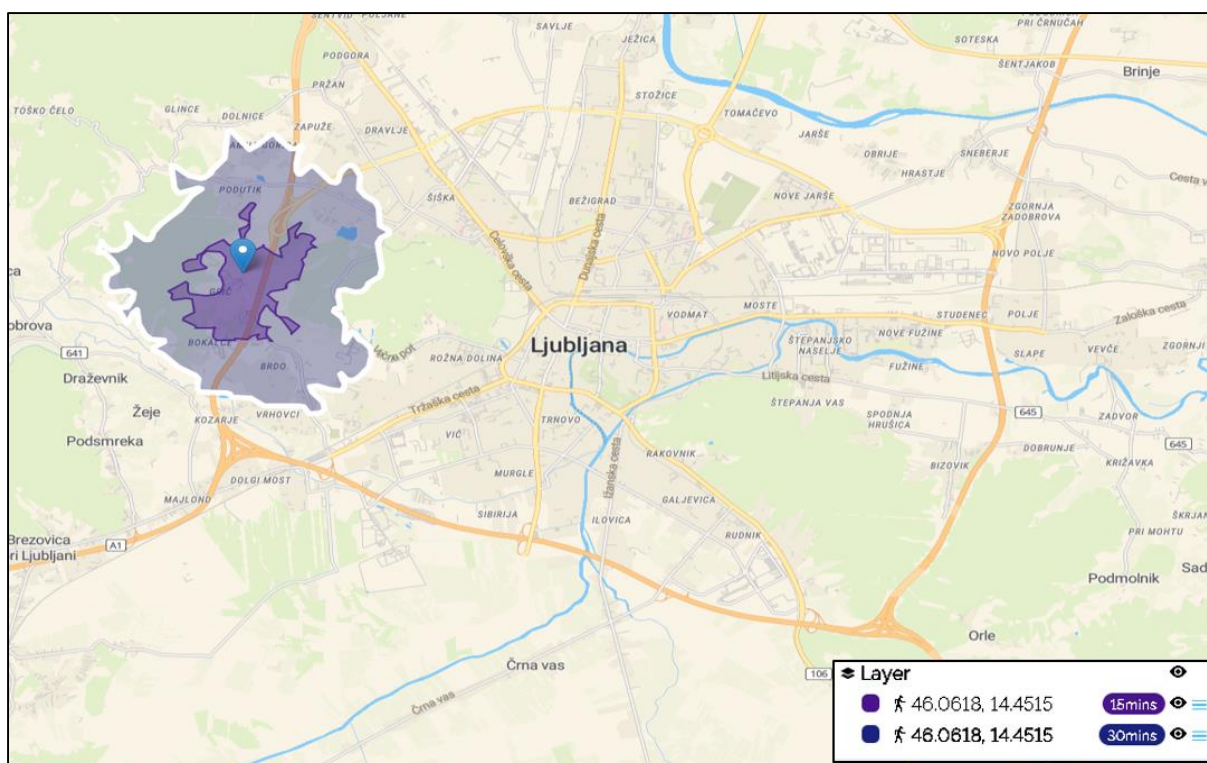 ŠENTVID
POLJANE
SAVLJE
JEŽICA
PRI ČRNUČAH
SOTESKA
ŠENTJAKOB
Brinje
PODGORA
PRŽAN
STOŽICE
TOŠKO ČELO
GLINCE
DOLNICE
ZAPUŽE
DRAVLJE
TOMAČEVO
JARŠE
OBRIJE
SNEBERJE
HRASTJE
PODUTIK
ŠIŠKA
BEŽIGRAD
NOVE JARŠE
ZGORNJA
ZADOBROVA
Celovška cesta
Dunajska cesta
NOVO POLJE
GRIČ
VODMAT
MOSTE
STUDENEC
POLJE
Zaloška cesta
BOKALCE
BRDO
ROŽNA DOLINA
Ljubljana
ŠTEPANJSKO
NASELJE
NOVE FUŽINE
FUŽINE
SLAPE
VEVČE
ZGORNJI
641
Draževnik
Žeje
Tržaška cesta
Litijska cesta
ŠTEPANJA VAS
KOZARJE
VRHOVCI
TRNOVO
VIČ
SPODNJA
HRUŠICA
645
ZADVOR
Podsmreka
DOBRUNJE
645
MURGLE
RAKOVNIK
BIZOVIK
KRIŽAVKA
DOLGI MOST
MAJLOND
Ižanska cesta
GALJEVICA
SIBIRIJA
ILOVICA
RUDNIK
Brezovica
pri Ljubljani
A1
PRI MOHTU
Podmolnik
Orle
Črna vas
Črna vas
106
Layer
46.0618, 14.4515 15mins
46.0618, 14.4515 30mins